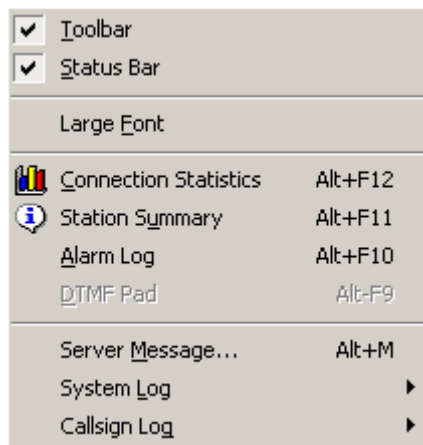 Toolbar
Status Bar
Large Font
Connection Statistics Alt+F12
Station Summary Alt+F11
Alarm Log Alt+F10
DTMF Pad Alt-F9
Server Message... Alt+M
System Log
Callsign Log